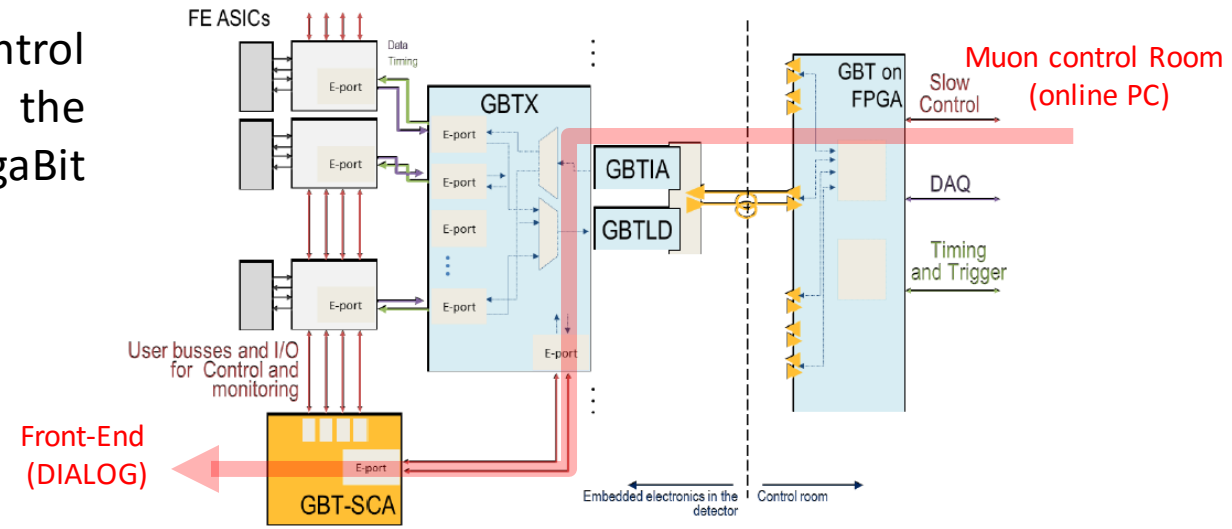 ntrol
the
gaBit
FE ASICs
Data
Timing
E-port
E-port
E-port
User busses and I/O
for Control and
monitoring
Front-End
(DIALOG)
E-port
GBT-SCA
GBTX
E-port
E-port
E-port
E-port
E-port
GBTIA
GBTLD
Embedded electronics in the
detector
Control room
GBT on
FPGA
Muon control Room
(online PC)
Slow
Control
DAQ
Timing
and Trigger